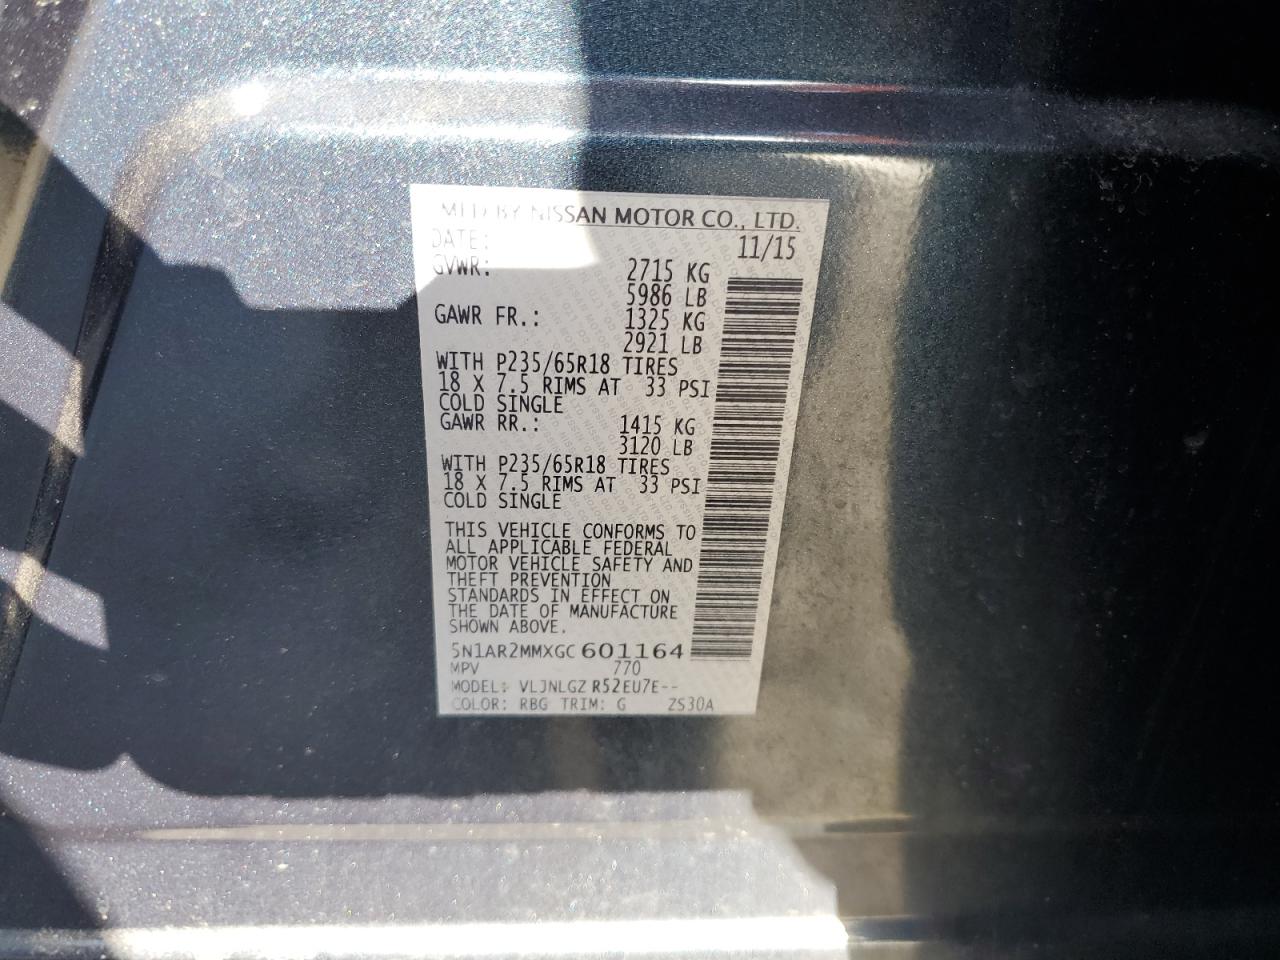 MFD BY NISSAN MOTOR CO., LTD.
DATE: 11/15
GVWR: 2715 KG
5986 LB
GAWR FR.: 1325 KG
2921 LB
WITH P235/65R18 TIRES
18 X 7.5 RIMS AT 33 PSI
COLD SINGLE
GAWR RR.: 1415 KG
3120 LB
WITH P235/65R18 TIRES
18 X 7.5 RIMS AT 33 PSI
COLD SINGLE
THIS VEHICLE CONFORMS TO
ALL APPLICABLE FEDERAL
MOTOR VEHICLE SAFETY AND
THEFT PREVENTION
STANDARDS IN EFFECT ON
THE DATE OF MANUFACTURE
SHOWN ABOVE.
5N1AR2MMXGC601164
MPV 770
MODEL: VLJNLGZ R52EU7E--
COLOR: RBG TRIM: G ZS30A